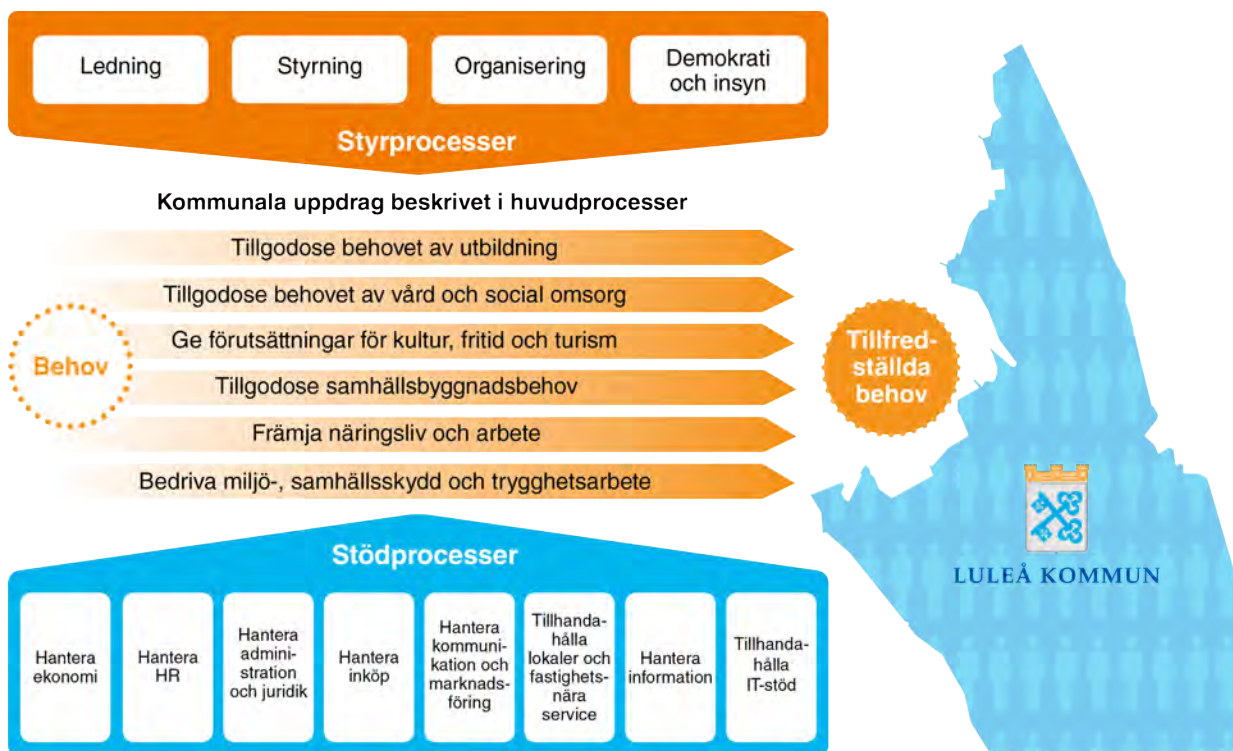 Ledning
Styrning
Organisering
Demokrati
och insyn
Styrprocesser
Kommunala uppdrag beskrivet i huvudprocesser
Tillgodose behovet av utbildning
Tillgodose behovet av vård och social omsorg
Ge förutsättningar för kultur, fritid och turism
Tillgodose samhällsbyggnadsbehov
Främja näringsliv och arbete
Bedriva miljö-, samhällsskydd och trygghetsarbete
Behov
Tillfred-
ställda
behov
LULEÅ KOMMUN
Stödprocesser
Hantera
ekonomi
Hantera
HR
Hantera
admini-
stration
och juridik
Hantera
inköp
Hantera
kommuni-
kation och
marknads-
föring
Tillhanda-
hålla
lokaler och
fastighets-
nära
service
Hantera
information
Tillhanda-
hålla
IT-stöd